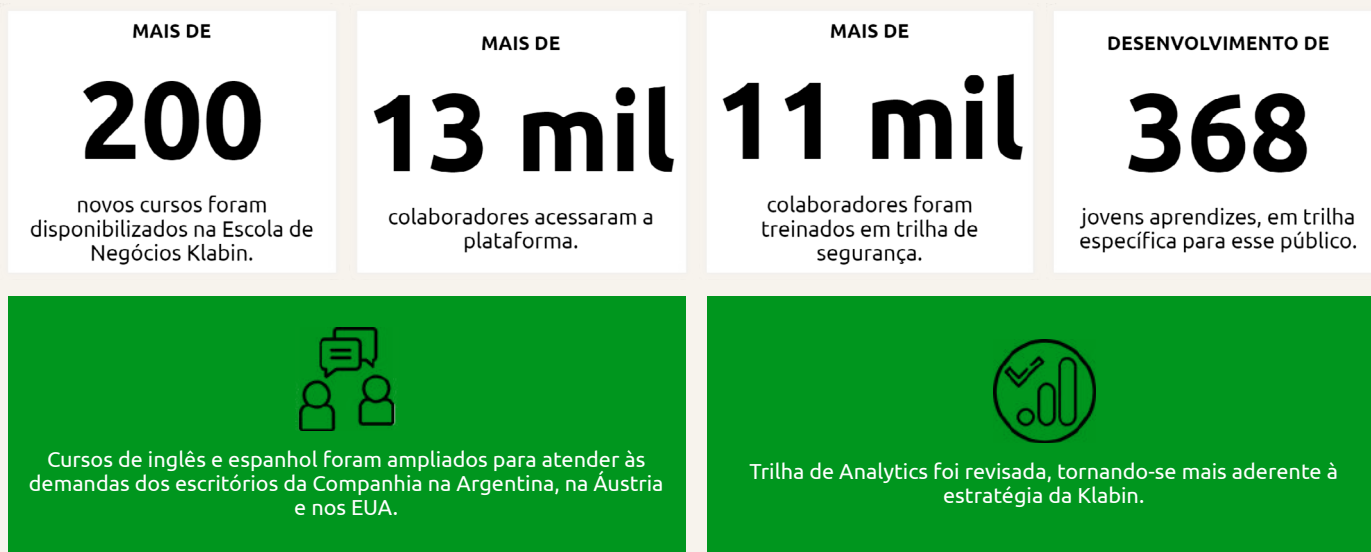 MAIS DE
200
novos cursos foram
disponibilizados na Escola de
Negócios Klabin.
MAIS DE
13 mil
colaboradores acessaram a
plataforma.
MAIS DE
11 mil
colaboradores foram
treinados em trilha de
segurança.
DESENVOLVIMENTO DE
368
jovens aprendizes, em trilha
específica para esse público.
Cursos de inglês e espanhol foram ampliados para atender às
demandas dos escritórios da Companhia na Argentina, na Áustria
e nos EUA.
Trilha de Analytics foi revisada, tornando-se mais aderente à
estratégia da Klabin.